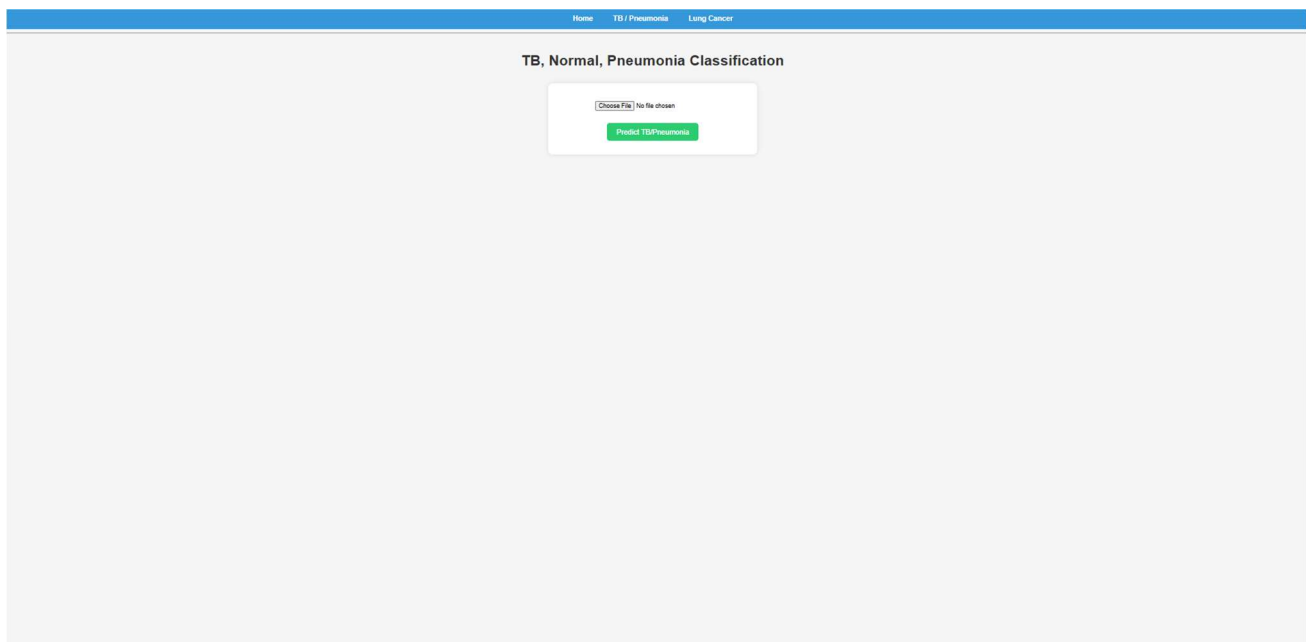 Home TB / Pneumonia Lung Cancer
TB, Normal, Pneumonia Classification
Choose File No file chosen
Predict TB/Pneumonia